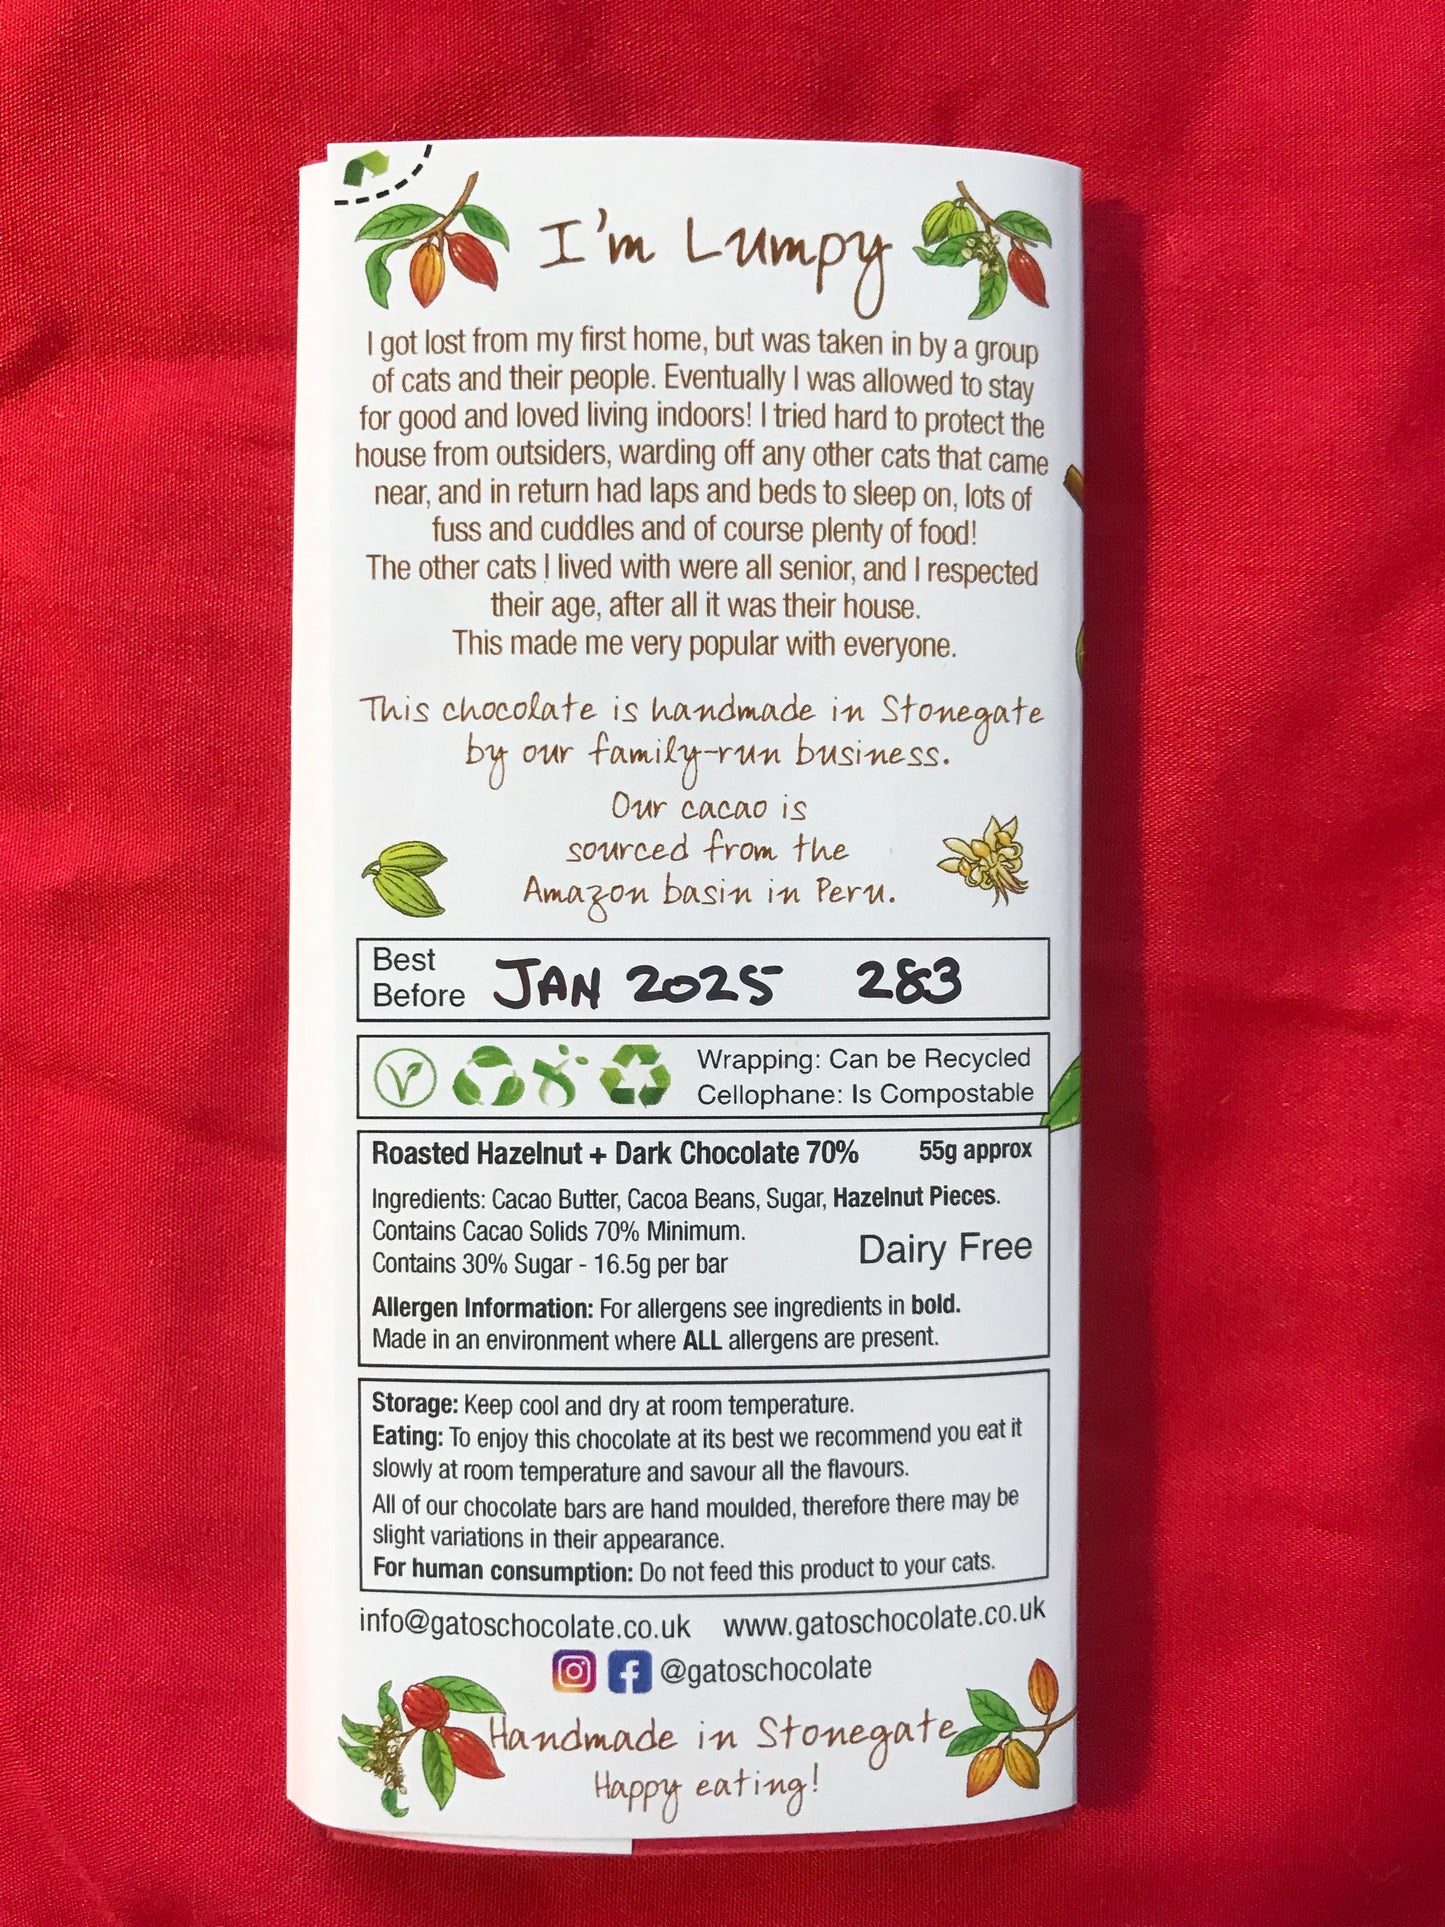 I'm Lumpy
I got lost from my first home, but was taken in by a group
of cats and their people. Eventually I was allowed to stay
for good and loved living indoors! I tried hard to protect the
house from outsiders, warding off any other cats that came
near, and in return had laps and beds to sleep on, lots of
fuss and cuddles and of course plenty of food!
The other cats I lived with were all senior, and I respected
their age, after all it was their house.
This made me very popular with everyone.
This chocolate is handmade in Stonegate
by our family-run business.
Our cacao is
sourced from the
Amazon basin in Peru.
Best
Before JAN 2025 283
Wrapping: Can be Recycled
Cellophane: Is Compostable
Roasted Hazelnut + Dark Chocolate 70% 55g approx
Ingredients: Cacao Butter, Cacoa Beans, Sugar, Hazelnut Pieces.
Contains Cacao Solids 70% Minimum.
Contains 30% Sugar - 16.5g per bar
Dairy Free
Allergen Information: For allergens see ingredients in bold.
Made in an environment where ALL allergens are present.
Storage: Keep cool and dry at room temperature.
Eating: To enjoy this chocolate at its best we recommend you eat it
slowly at room temperature and savour all the flavours.
All of our chocolate bars are hand moulded, therefore there may be
slight variations in their appearance.
For human consumption: Do not feed this product to your cats.
info@gatoschocolate.co.uk www.gatoschocolate.co.uk
@gatoschocolate
Handmade in Stonegate
Happy eating!